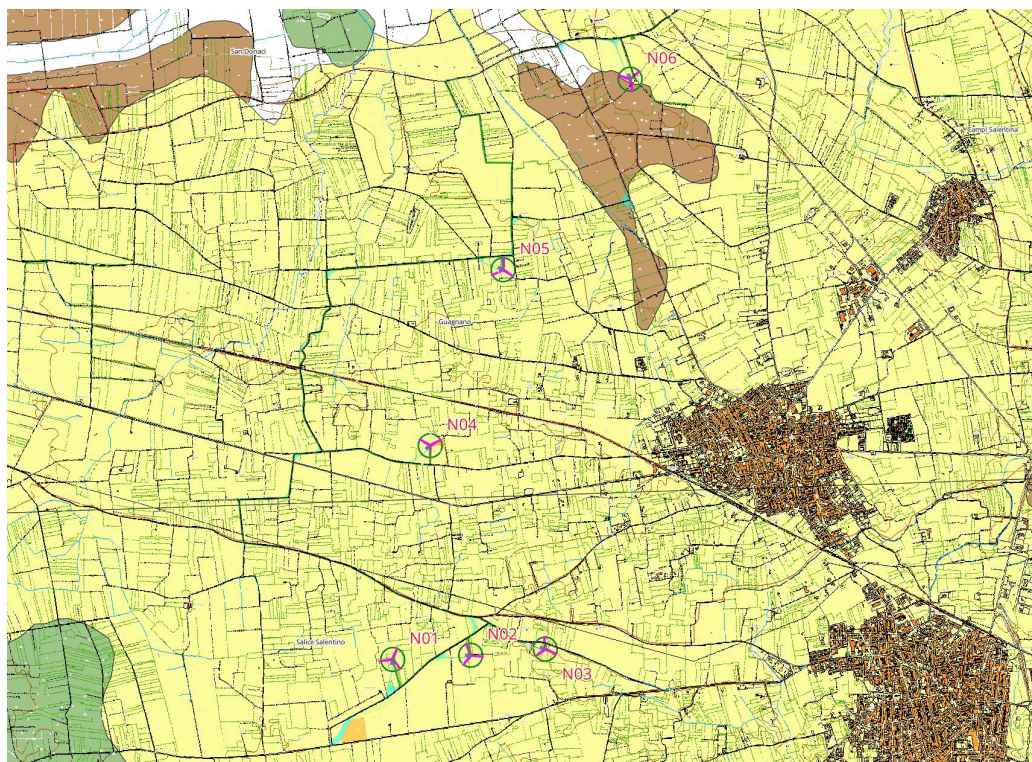 San Donaci
N06
Campi Salentina
N05
Guagnano
N04
N01
N02
Salice Salentino
N03